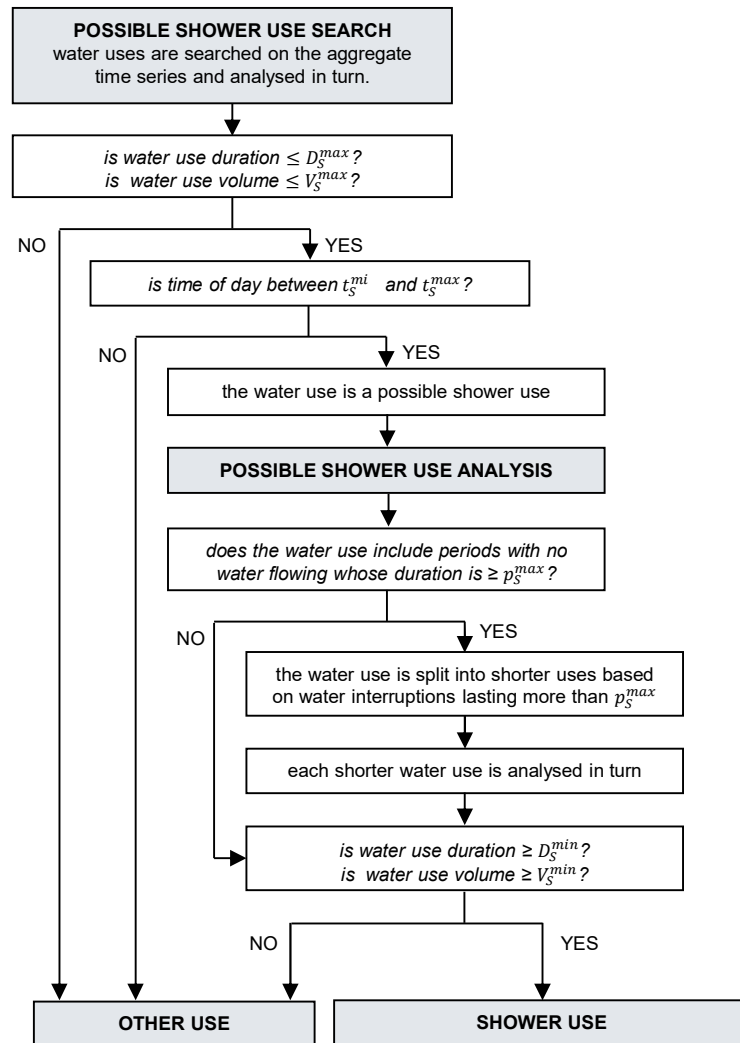 POSSIBLE SHOWER USE SEARCH
water uses are searched on the aggregate
time series and analysed in turn.
is water use duration ≤ D_S^max?
is water use volume ≤ V_S^max?
NO
YES
is time of day between t_S^mi and t_S^max?
NO
YES
the water use is a possible shower use
POSSIBLE SHOWER USE ANALYSIS
does the water use include periods with no
water flowing whose duration is ≥ p_S^max?
NO
YES
the water use is split into shorter uses based
on water interruptions lasting more than p_S^max
each shorter water use is analysed in turn
is water use duration ≥ D_S^min?
is water use volume ≥ V_S^min?
NO
YES
OTHER USE
SHOWER USE